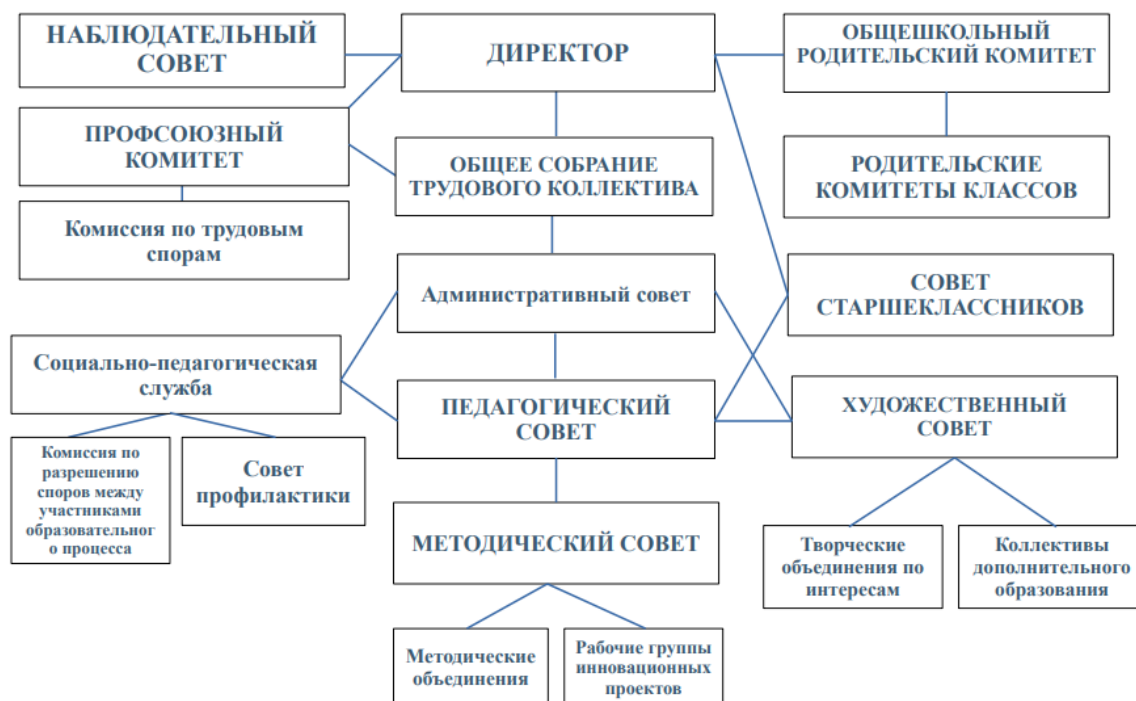 НАБЛЮДАТЕЛЬНЫЙ
СОВЕТ
ДИРЕКТОР
ОБЩЕШКОЛЬНЫЙ
РОДИТЕЛЬСКИЙ КОМИТЕТ
ПРОФСОЮЗНЫЙ
КОМИТЕТ
ОБЩЕЕ СОБРАНИЕ
ТРУДОВОГО КОЛЛЕКТИВА
РОДИТЕЛЬСКИЕ
КОМИТЕТЫ КЛАССОВ
Комиссия по трудовым
спорам
Административный совет
СОВЕТ
СТАРШЕКЛАССНИКОВ
Социально-педагогическая
служба
ПЕДАГОГИЧЕСКИЙ
СОВЕТ
ХУДОЖЕСТВЕННЫЙ
СОВЕТ
Комиссия по
разрешению
споров между
участниками
образовательног
о процесса
Совет
профилактики
МЕТОДИЧЕСКИЙ СОВЕТ
Творческие
объединения по
интересам
Коллективы
дополнительного
образования
Методические
объединения
Рабочие группы
инновационных
проектов